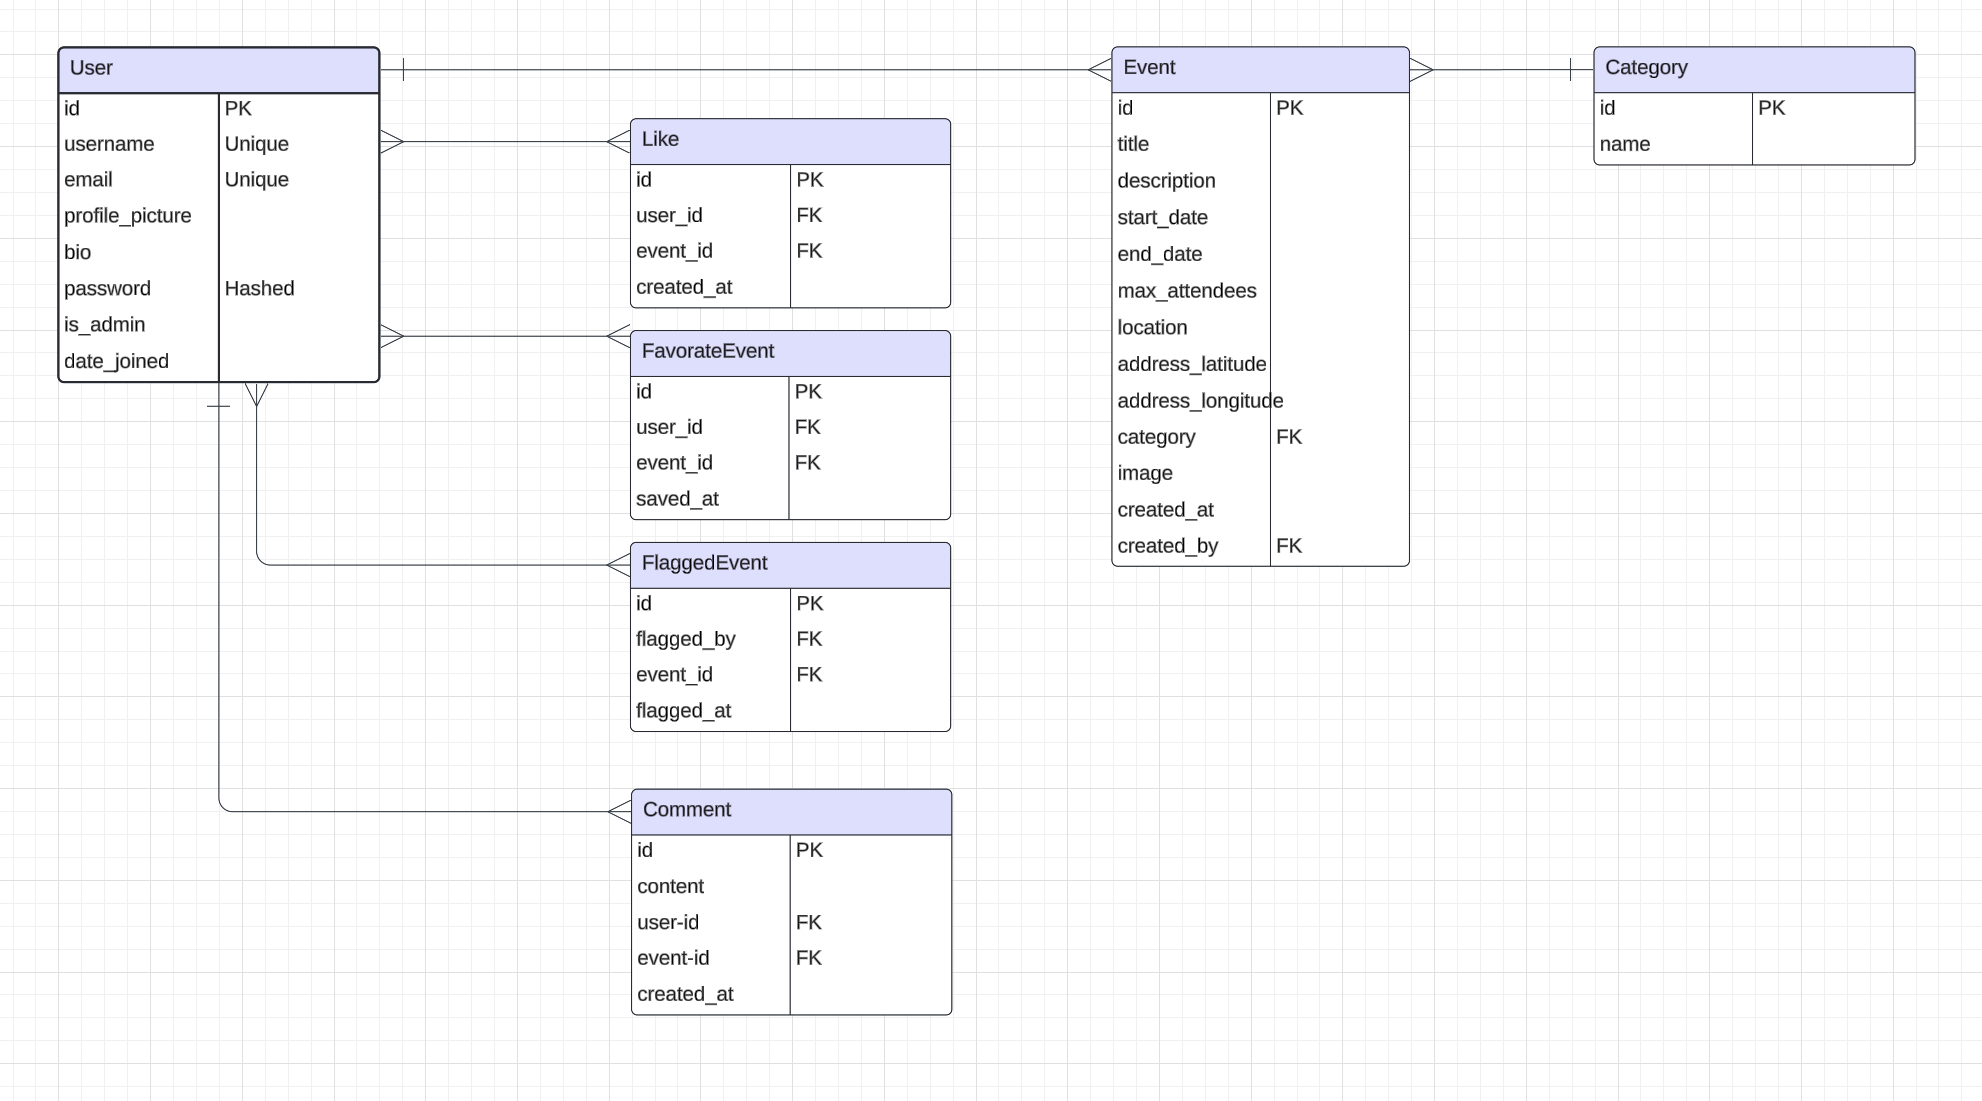 User
id PK
username Unique
email Unique
profile_picture
bio
password Hashed
is_admin
date_joined
Like
id PK
user_id FK
event_id FK
created_at
FavorateEvent
id PK
user_id FK
event_id FK
saved_at
FlaggedEvent
id PK
flagged_by FK
event_id FK
flagged_at
Comment
id PK
content
user-id FK
event-id FK
created_at
Event
id PK
title
description
start_date
end_date
max_attendees
location
address_latitude
address_longitude
category FK
image
created_at
created_by FK
Category
id PK
name